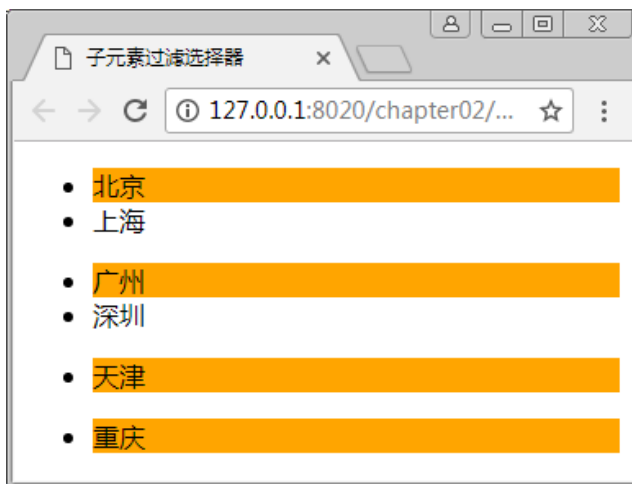 子元素过滤选择器
127.0.0.1:8020/chapter02/...
北京
上海
广州
深圳
天津
重庆